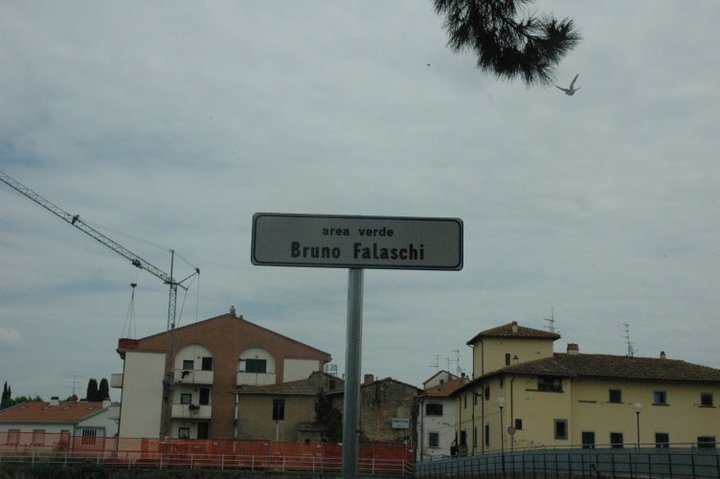 area verde
Bruno Falaschi